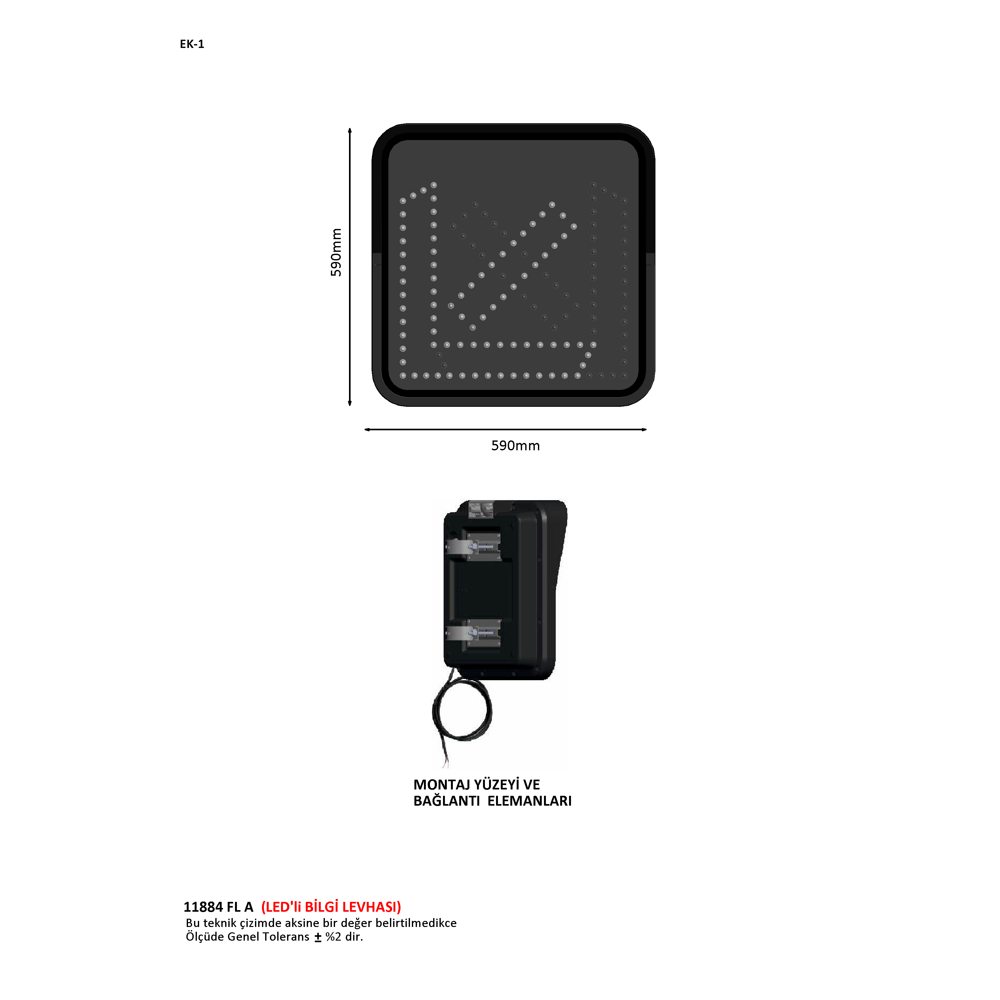 EK-1
590mm
590mm
MONTAJ YÜZEYİ VE
BAĞLANTI ELEMANLARI
11884 FL A (LED'li BİLGİ LEVHASI)
Bu teknik çizimde aksine bir değer belirtilmedikce
Ölçüde Genel Tolerans ± %2 dir.